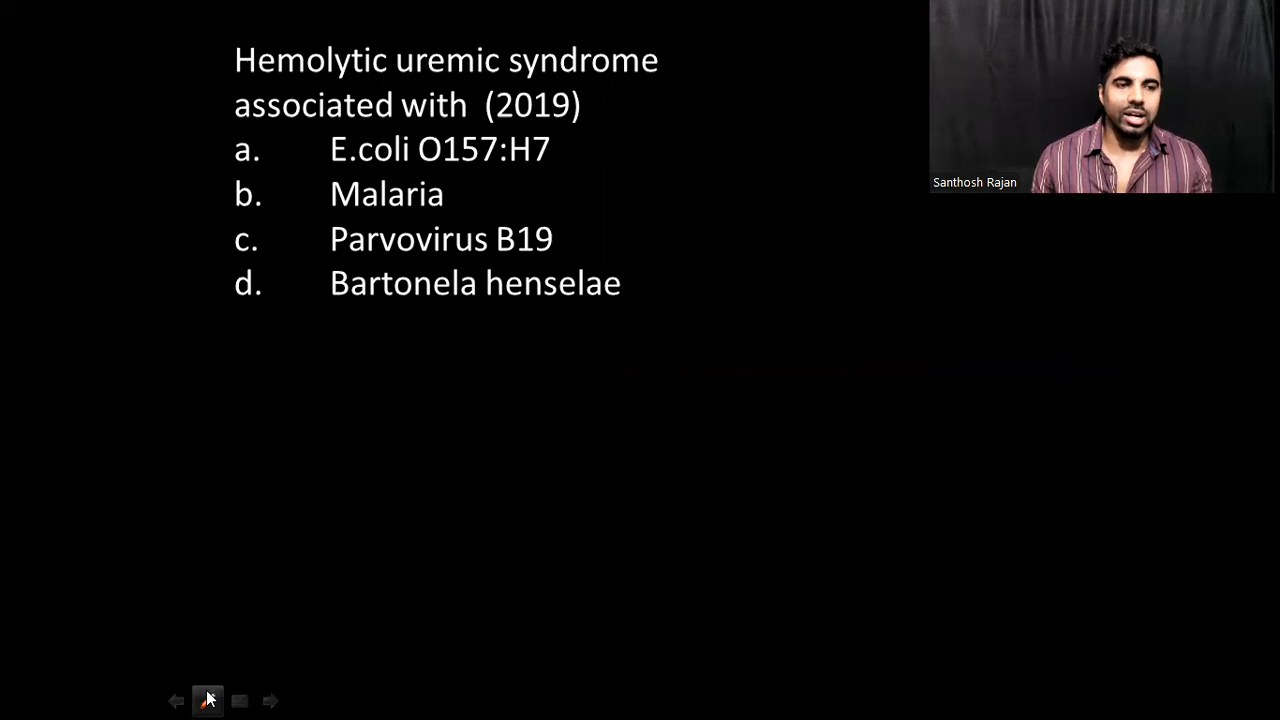 Hemolytic uremic syndrome
associated with (2019)
a. E.coli O157:H7
b. Malaria
c. Parvovirus B19
d. Bartonela henselae
Santhosh Rajan